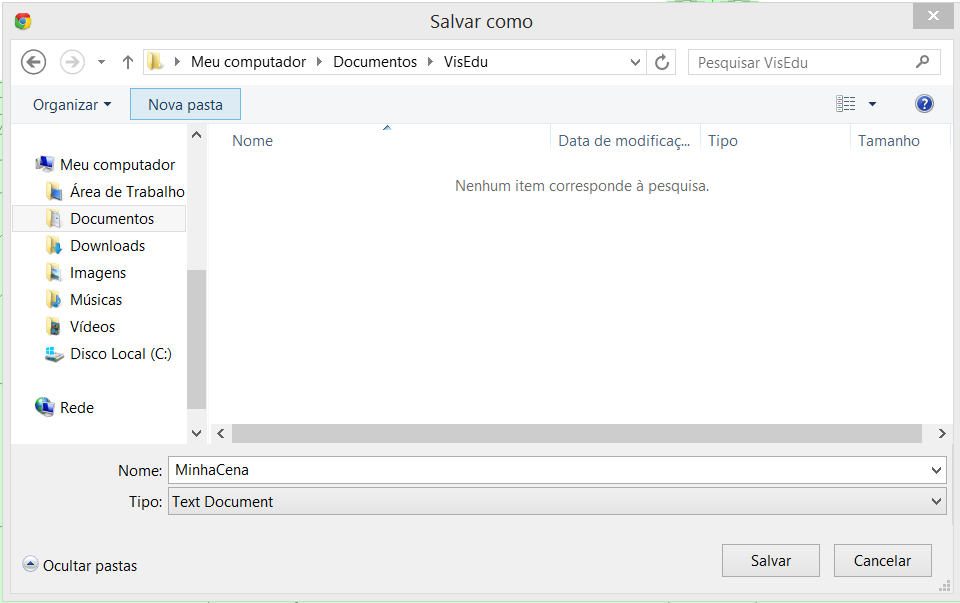 Salvar como
Meu computador Documentos VisEdu Pesquisar VisEdu
Organizar Nova pasta
Nome Data de modificaç... Tipo Tamanho
Nenhum item corresponde à pesquisa.
Meu computador
Área de Trabalho
Documentos
Downloads
Imagens
Músicas
Vídeos
Disco Local (C:)
Rede
Nome: MinhaCena
Tipo: Text Document
Ocultar pastas Salvar Cancelar